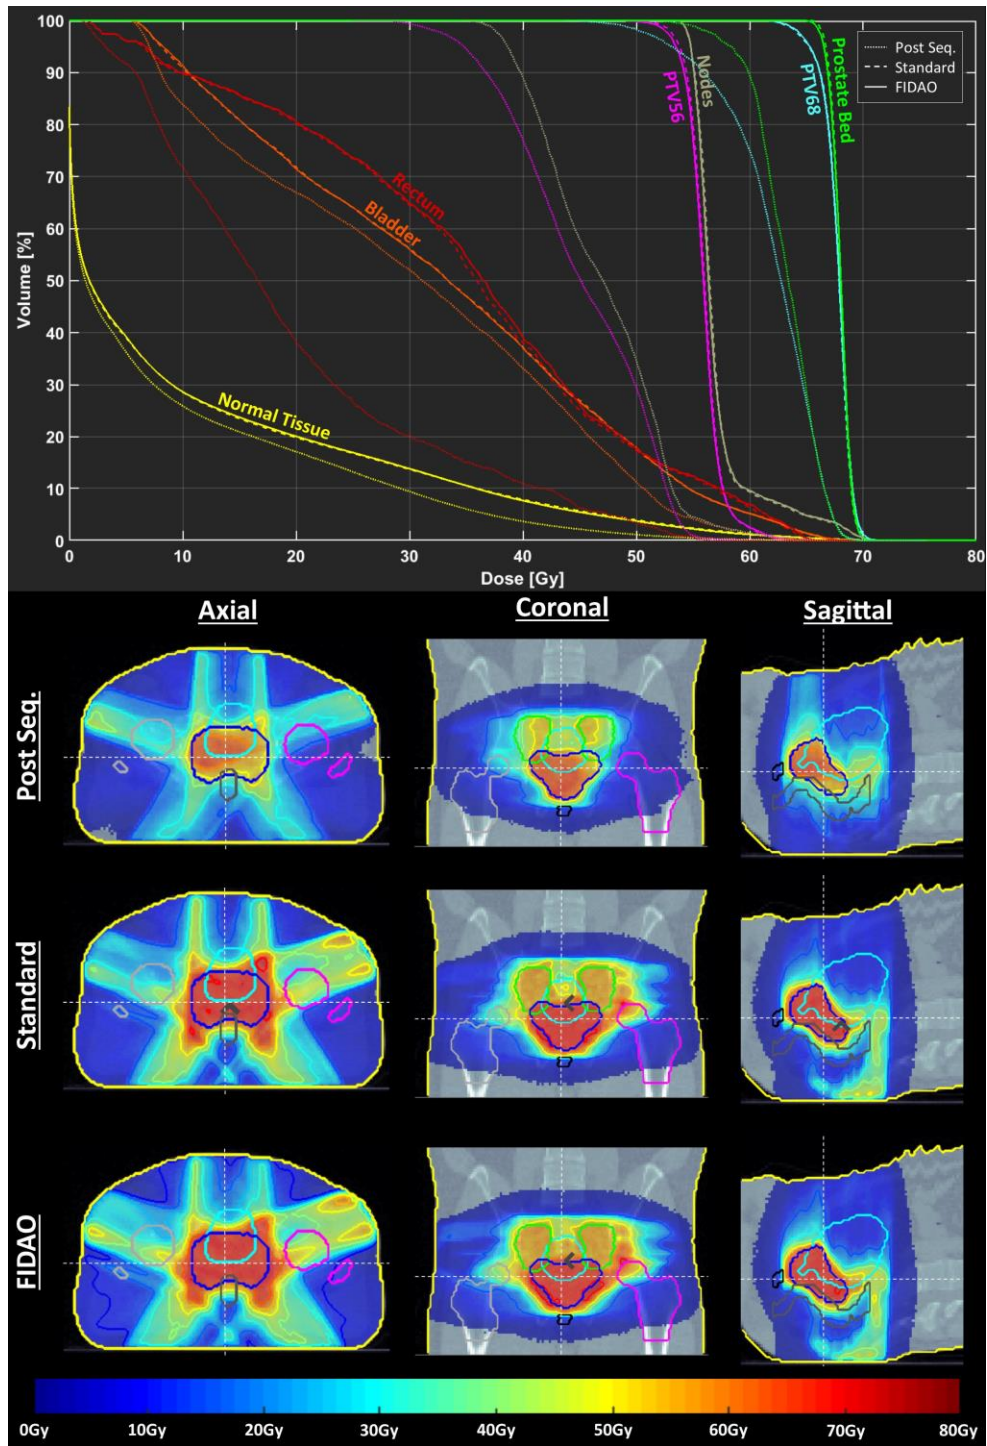 100
90
80
70
60
50
40
30
20
10
0
Volume [%]
Rectum
Bladder
Normal Tissue
PTV56
Nodes
PTV68
Prostate Bed
Post Seq.
Standard
FIDAO
0 10 20 30 40 50 60 70 80
Dose [Gy]
Axial Coronal Sagittal
Post Seq.
Standard
FIDAO
0Gy 10Gy 20Gy 30Gy 40Gy 50Gy 60Gy 70Gy 80Gy